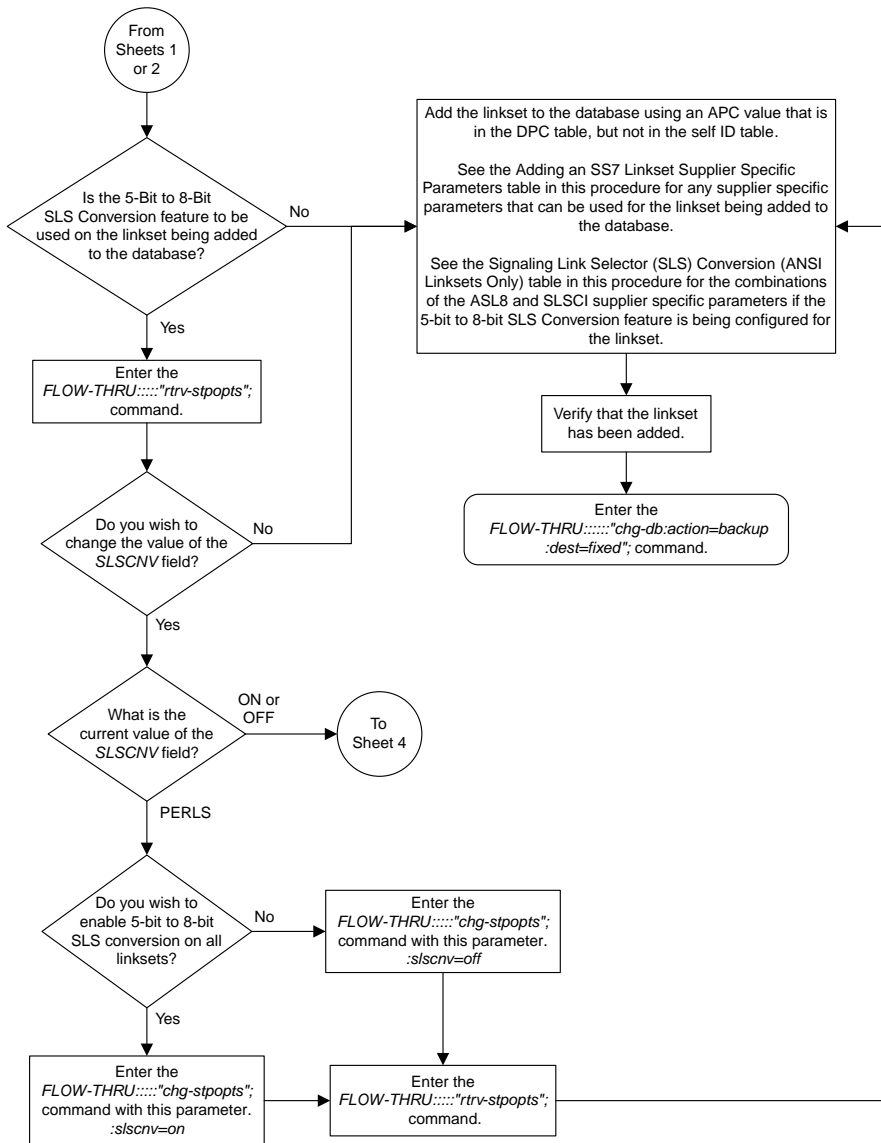 From
Sheets 1
or 2
Is the 5-Bit to 8-Bit
SLS Conversion feature to be
used on the linkset being added
to the database?
No
Yes
Add the linkset to the database using an APC value that is
in the DPC table, but not in the self ID table.
See the Adding an SS7 Linkset Supplier Specific
Parameters table in this procedure for any supplier specific
parameters that can be used for the linkset being added to
the database.
See the Signaling Link Selector (SLS) Conversion (ANSI
Linksets Only) table in this procedure for the combinations
of the ASL8 and SLSCI supplier specific parameters if the
5-bit to 8-bit SLS Conversion feature is being configured for
the linkset.
Enter the
FLOW-THRU:::::"rtrv-stpopts";
command.
Verify that the linkset
has been added.
Enter the
FLOW-THRU::::::"chg-db:action=backup
:dest=fixed"; command.
Do you wish to
change the value of the
SLSCNV field?
No
Yes
What is the
current value of the
SLSCNV field?
ON or
OFF
To
Sheet 4
PERLS
Do you wish to
enable 5-bit to 8-bit
SLS conversion on all
linksets?
No
Enter the
FLOW-THRU:::::"chg-stpopts";
command with this parameter.
:slscnv=off
Yes
Enter the
FLOW-THRU:::::"chg-stpopts";
command with this parameter.
:slscnv=on
Enter the
FLOW-THRU:::::"rtrv-stpopts";
command.